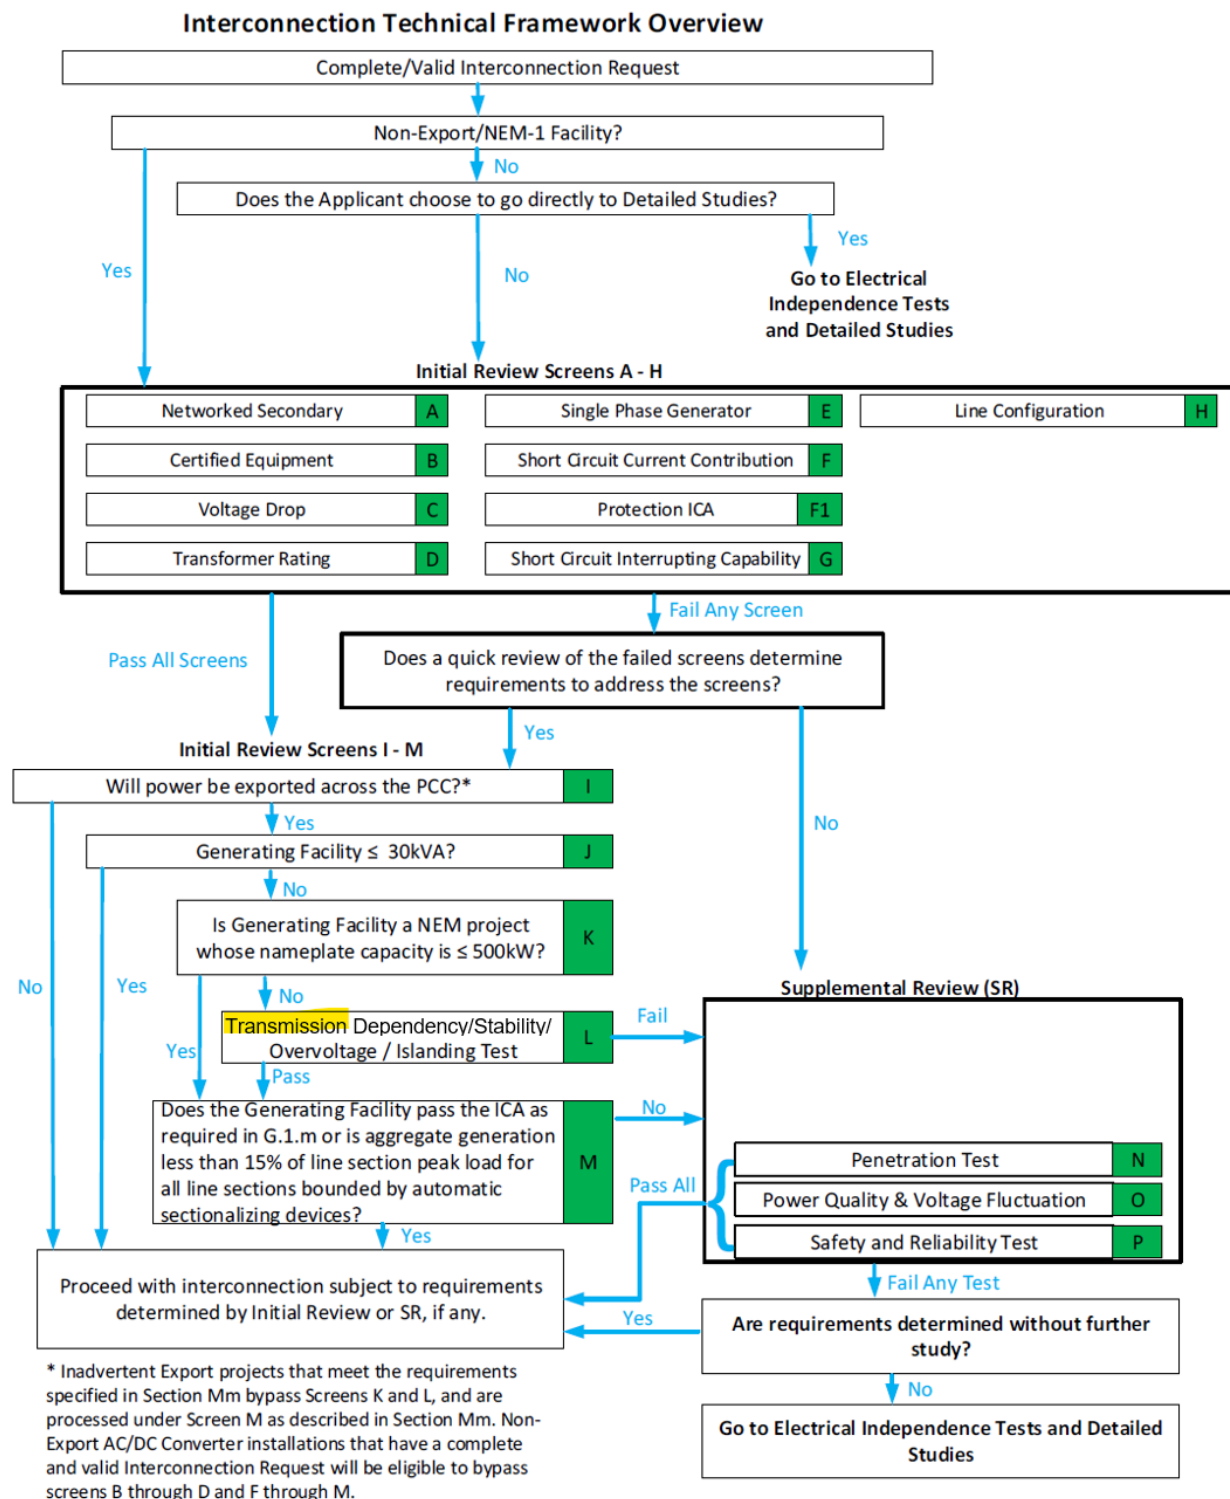 Interconnection Technical Framework Overview
Complete/Valid Interconnection Request
Non-Export/NEM-1 Facility?
No
Does the Applicant choose to go directly to Detailed Studies?
Yes
Yes
No
Go to Electrical
Independence Tests
and Detailed Studies
Initial Review Screens A - H
Networked Secondary A
Certified Equipment B
Voltage Drop C
Transformer Rating D
Single Phase Generator E
Short Circuit Current Contribution F
Protection ICA F1
Short Circuit Interrupting Capability G
Line Configuration H
Fail Any Screen
Pass All Screens
Does a quick review of the failed screens determine
requirements to address the screens?
Yes
No
Initial Review Screens I - M
Will power be exported across the PCC?* I
Yes
Generating Facility ≤ 30kVA? J
No
Is Generating Facility a NEM project
whose nameplate capacity is ≤ 500kW?
K
No
Yes
No
Transmission Dependency/Stability/
Overvoltage / Islanding Test
L
Fail
Yes
Pass
Does the Generating Facility pass the ICA as
required in G.1.m or is aggregate generation
less than 15% of line section peak load for
all line sections bounded by automatic
sectionalizing devices?
M
No
Yes
Supplemental Review (SR)
Penetration Test N
Power Quality & Voltage Fluctuation O
Safety and Reliability Test P
Pass All
Fail Any Test
Proceed with interconnection subject to requirements
determined by Initial Review or SR, if any.
Yes
Are requirements determined without further
study?
No
Go to Electrical Independence Tests and Detailed
Studies
* Inadvertent Export projects that meet the requirements
specified in Section Mm bypass Screens K and L, and are
processed under Screen M as described in Section Mm. Non-
Export AC/DC Converter installations that have a complete
and valid Interconnection Request will be eligible to bypass
screens B through D and F through M.